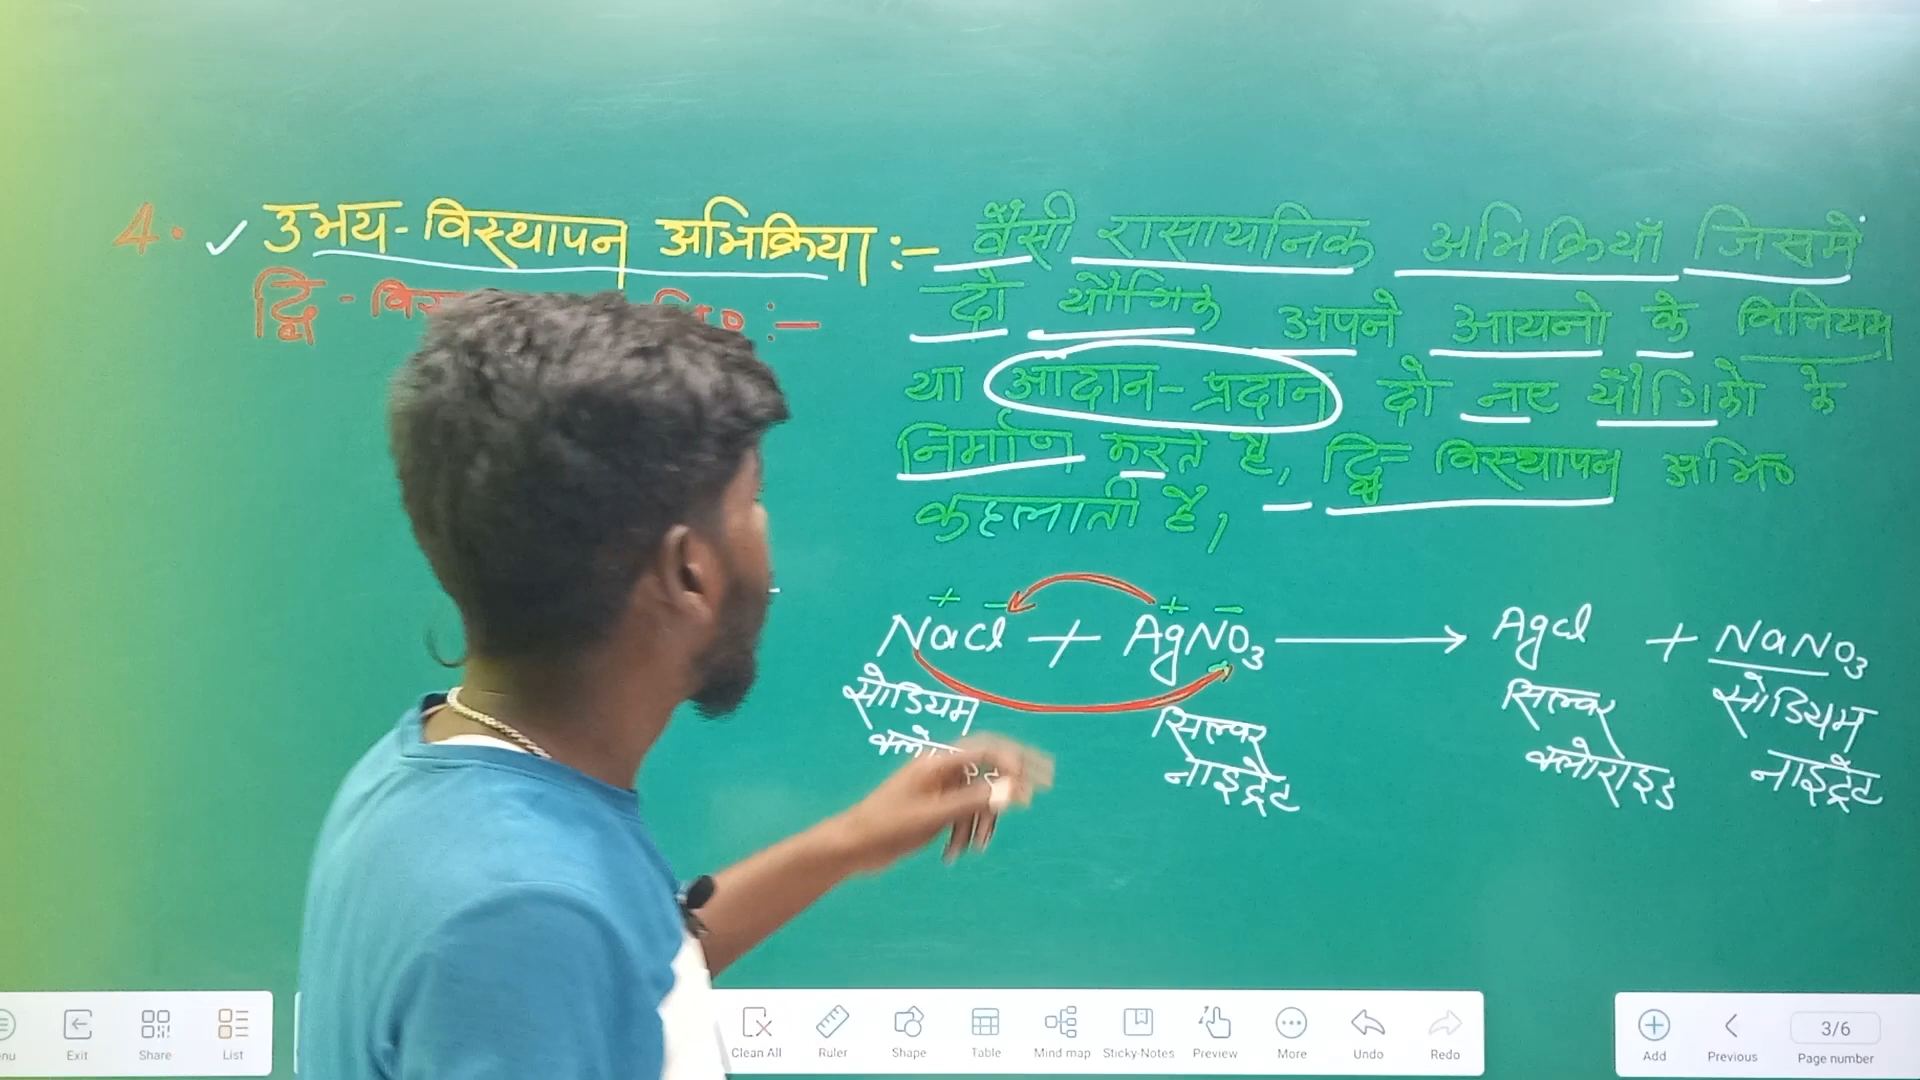 4. ✓ उभय-विस्थापन अभिक्रिया :- वैसी रासायनिक अभिक्रियाँ जिसमें
द्वि - :- दो यौगिक अपने आयनो के विनियम
या आदान-प्रदान दो नए यौगिको के
निर्माण करते है, द्वि विस्थापन अभि०
कहलाती है,
+ - + -
NaCl + AgNO3 → AgCl + NaNO3
सोडियम सिल्वर सिल्वर सोडियम
नाइट्रेट क्लोराइड नाइट्रेट
Exit Share List Clean All Ruler Shape Table Mind map Sticky-Notes Preview More Undo Redo Add Previous 3/6 Page number